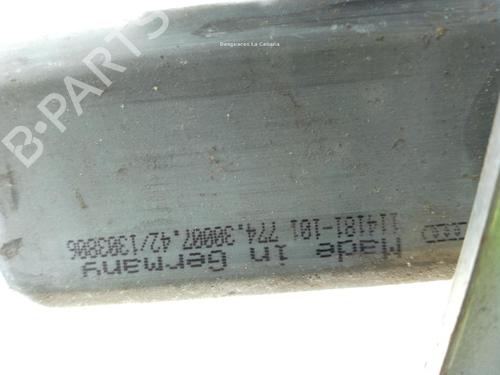 Desguaces La Cabaña
B-PARTS
114181-101 774.30007.42/1303806
Made in Germany